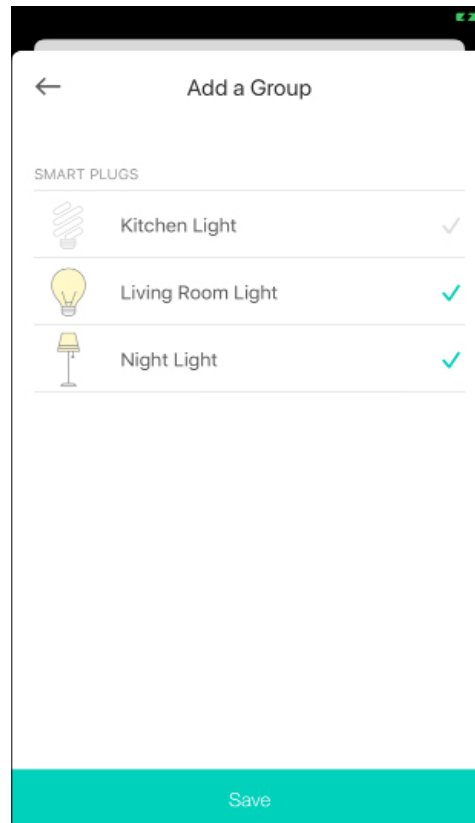 Add a Group
SMART PLUGS
Kitchen Light
Living Room Light
Night Light
Save